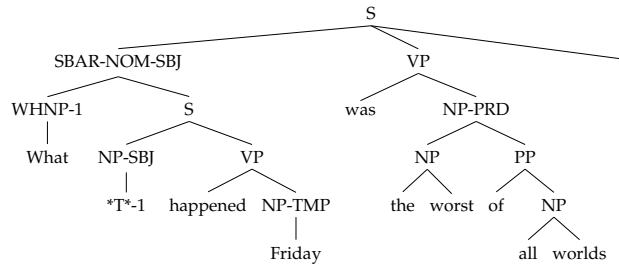 S
SBAR-NOM-SBJ VP
WHNP-1 S was NP-PRD
What NP-SBJ VP NP PP
*T*-1 happened NP-TMP the worst of NP
Friday all worlds